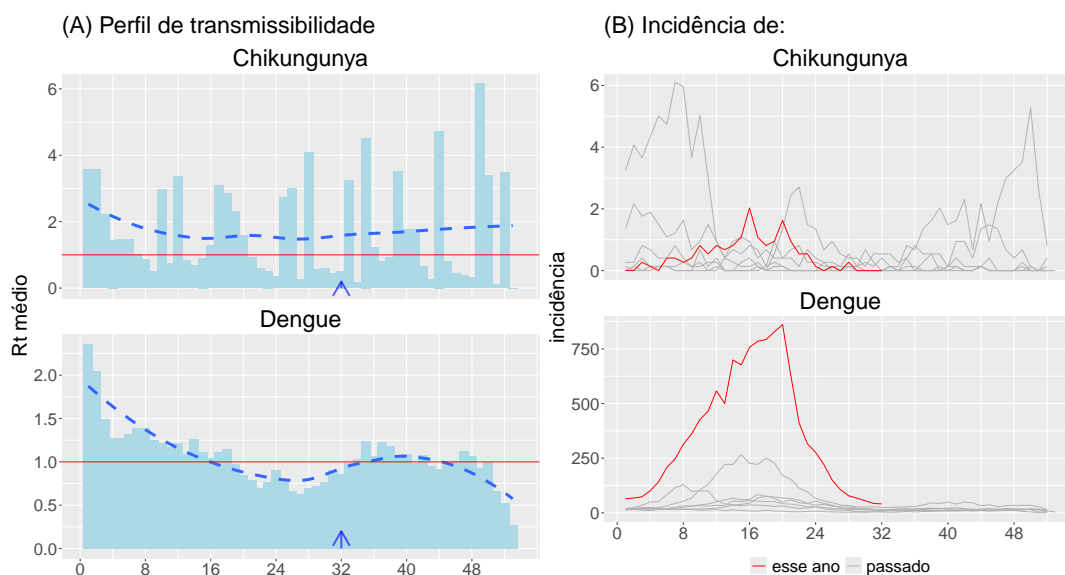 (A) Perfil de transmissibilidade
Chikungunya
6
4
2
0
Dengue
2.0
1.5
1.0
0.5
0.0
0 8 16 24 32 40 48
Rt médio
(B) Incidência de:
Chikungunya
6
4
2
0
Dengue
750
500
250
0
0 8 16 24 32 40 48
incidência
esse ano passado